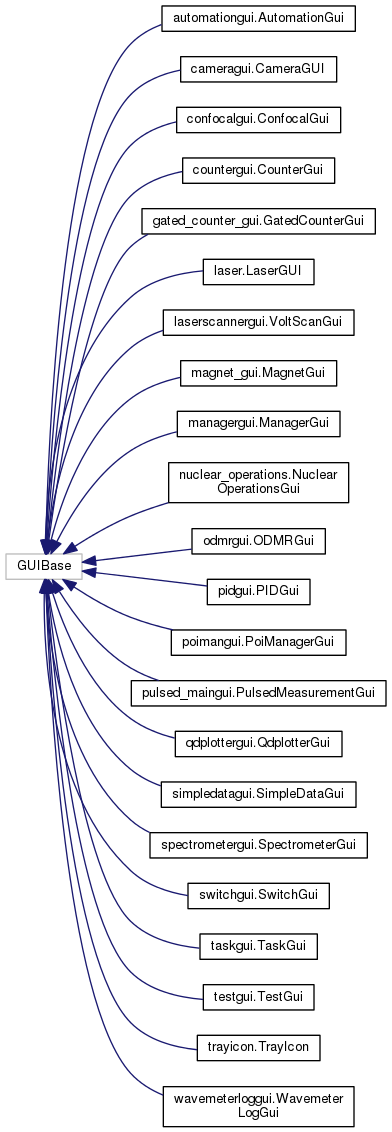 automationgui.AutomationGui
cameragui.CameraGUI
confocalgui.ConfocalGui
countergui.CounterGui
gated_counter_gui.GatedCounterGui
laser.LaserGUI
laserscannergui.VoltScanGui
magnet_gui.MagnetGui
managergui.ManagerGui
nuclear_operations.Nuclear
OperationsGui
odmrgui.ODMRGui
GUIBase
pidgui.PIDGui
poimangui.PoiManagerGui
pulsed_maingui.PulsedMeasurementGui
qdplottergui.QdplotterGui
simpledatagui.SimpleDataGui
spectrometergui.SpectrometerGui
switchgui.SwitchGui
taskgui.TaskGui
testgui.TestGui
trayicon.TrayIcon
wavemeterloggui.Wavemeter
LogGui